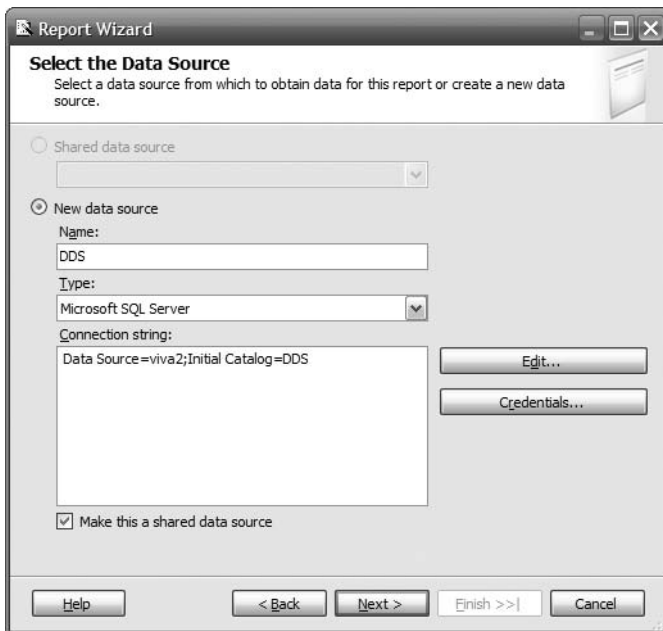 Report Wizard
Select the Data Source
Select a data source from which to obtain data for this report or create a new data
source.
Shared data source
New data source
Name:
DDS
Type:
Microsoft SQL Server
Connection string:
Data Source=viva2;Initial Catalog=DDS
Edit...
Credentials...
Make this a shared data source
Help
< Back
Next >
Finish >>|
Cancel